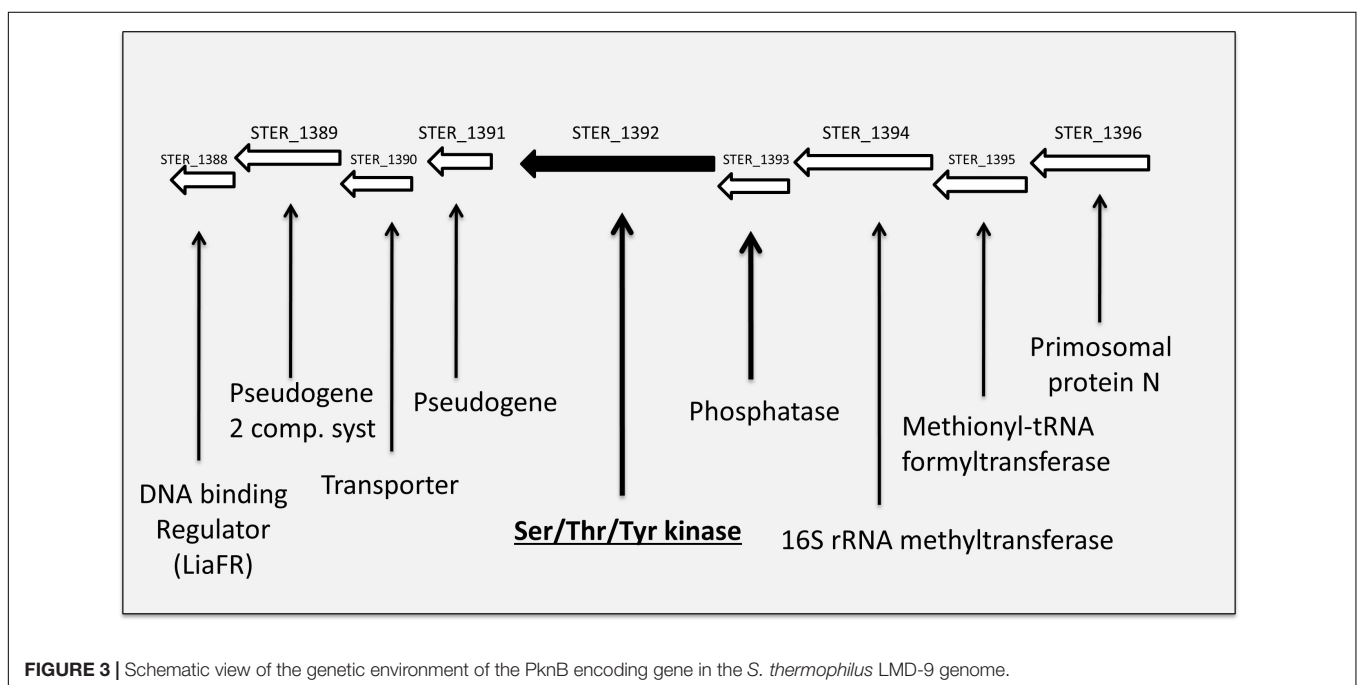 STER_1388
STER_1389
STER_1390
STER_1391
STER_1392
STER_1393
STER_1394
STER_1395
STER_1396
DNA binding
Regulator
(LiaFR)
Pseudogene
2 comp. syst
Transporter
Pseudogene
Ser/Thr/Tyr kinase
Phosphatase
16S rRNA methyltransferase
Methionyl-tRNA
formyltransferase
Primosomal
protein N
FIGURE 3 | Schematic view of the genetic environment of the PknB encoding gene in the S. thermophilus LMD-9 genome.